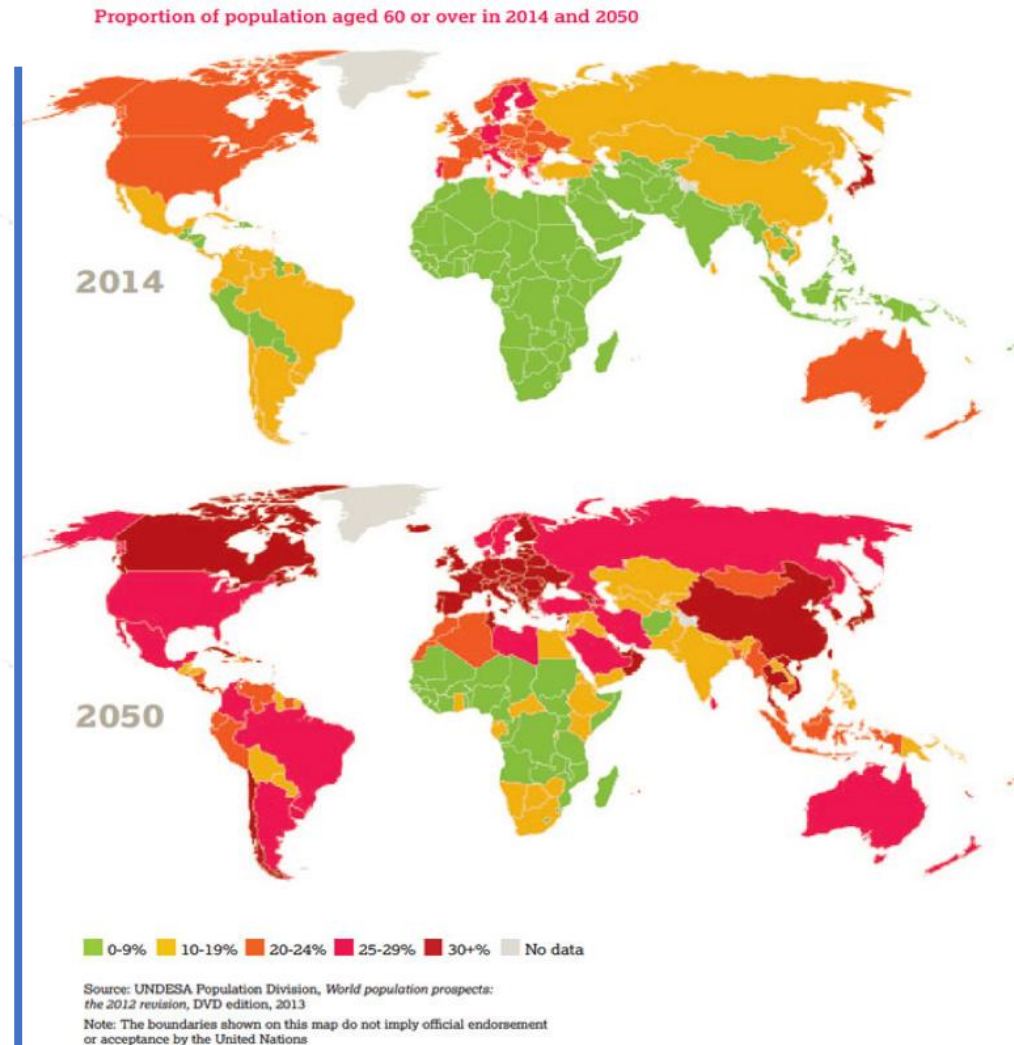 Proportion of population aged 60 or over in 2014 and 2050
2014
2050
0-9% 10-19% 20-24% 25-29% 30+% No data
Source: UNDESA Population Division, World population prospects:
the 2012 revision, DVD edition, 2013
Note: The boundaries shown on this map do not imply official endorsement
or acceptance by the United Nations